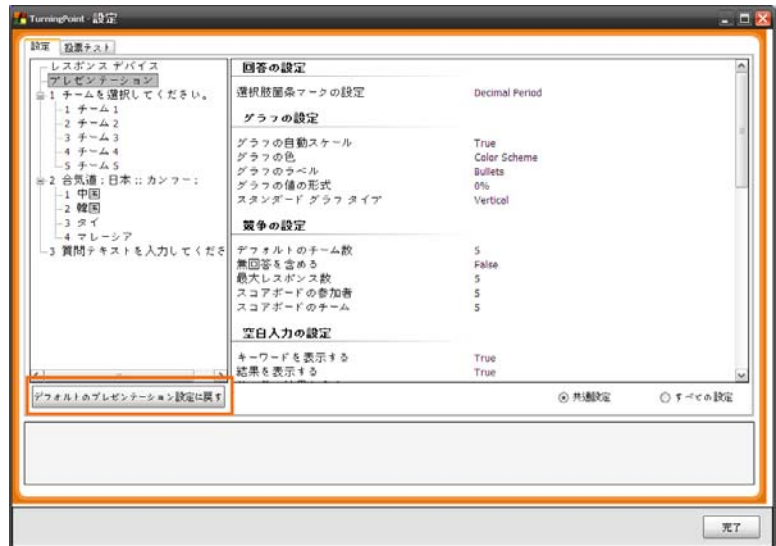 TurningPoint - 設定
設定
投票テスト
レスポンス デバイス
プレゼンテーション
1 チームを選択してください。
1 チーム 1
2 チーム 2
3 チーム 3
4 チーム 4
5 チーム 5
2 合気道 : 日本 :: カンフー :
1 中国
2 韓国
3 タイ
4 マレーシア
3 質問テキストを入力してくださ
デフォルトのプレゼンテーション設定に戻す
回答の設定
選択肢箇条マークの設定 Decimal Period
グラフの設定
グラフの自動スケール True
グラフの色 Color Scheme
グラフのラベル Bullets
グラフの値の形式 0%
スタンダード グラフ タイプ Vertical
競争の設定
デフォルトのチーム数 5
無回答を含める False
最大レスポンス数 5
スコアボードの参加者 5
スコアボードのチーム 5
空白入力の設定
キーワードを表示する True
結果を表示する True
共通設定
すべての設定
完了